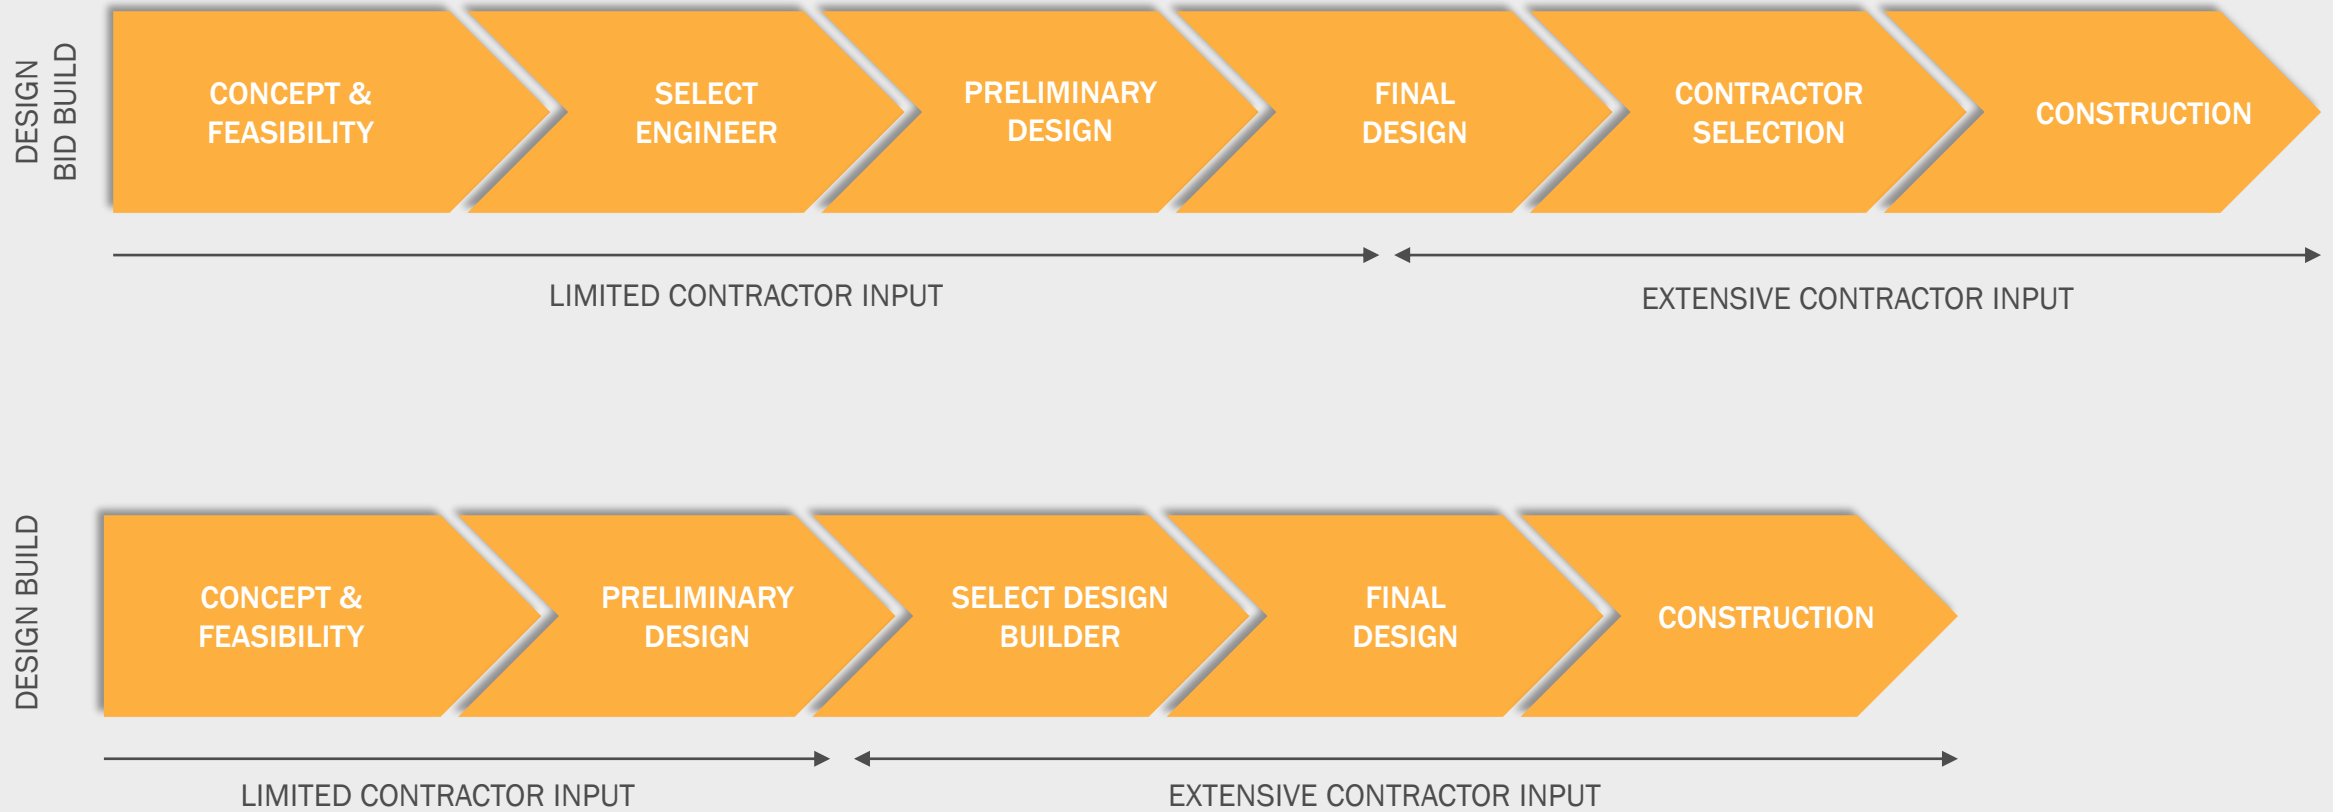 DESIGN
BID BUILD
CONCEPT &
FEASIBILITY
SELECT
ENGINEER
PRELIMINARY
DESIGN
FINAL
DESIGN
CONTRACTOR
SELECTION
CONSTRUCTION
LIMITED CONTRACTOR INPUT
EXTENSIVE CONTRACTOR INPUT
DESIGN BUILD
CONCEPT &
FEASIBILITY
PRELIMINARY
DESIGN
SELECT DESIGN
BUILDER
FINAL
DESIGN
CONSTRUCTION
LIMITED CONTRACTOR INPUT
EXTENSIVE CONTRACTOR INPUT